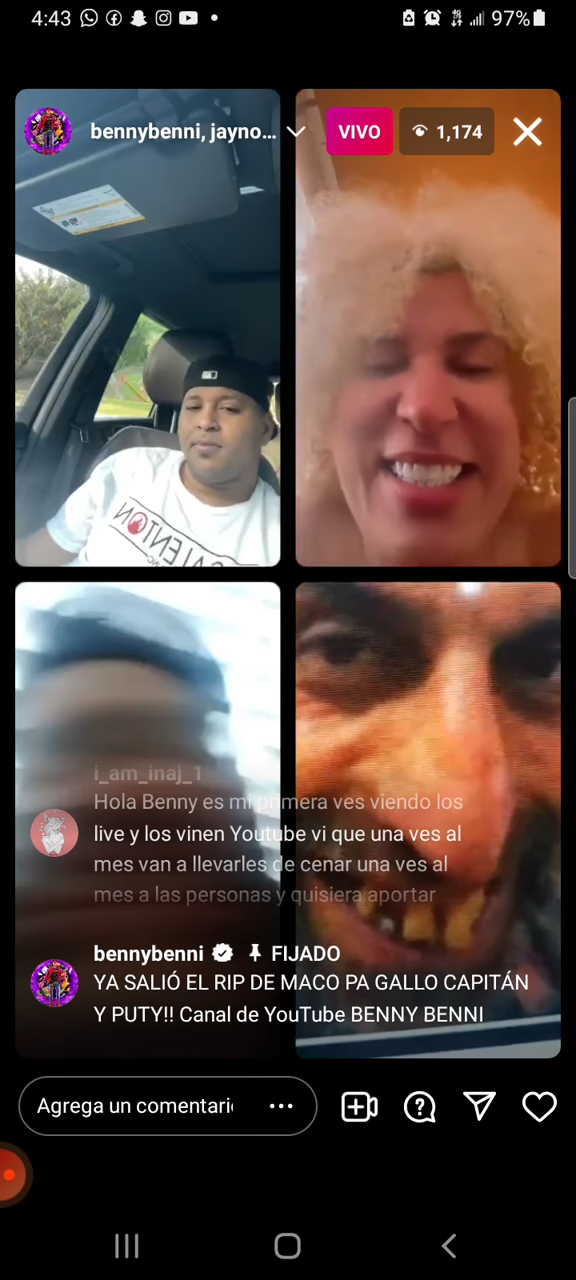 4:43
97%
bennybenni, jayno...
VIVO
1,174
NOTNELA
i_am_inaj_1
Hola Benny es mi primera ves viendo los
live y los vinen Youtube vi que una ves al
mes van a llevarles de cenar una ves al
mes a las personas y quisiera aportar
bennybenni FIJADO
YA SALIÓ EL RIP DE MACO PA GALLO CAPITÁN
Y PUTY!! Canal de YouTube BENNY BENNI
Agrega un comentari